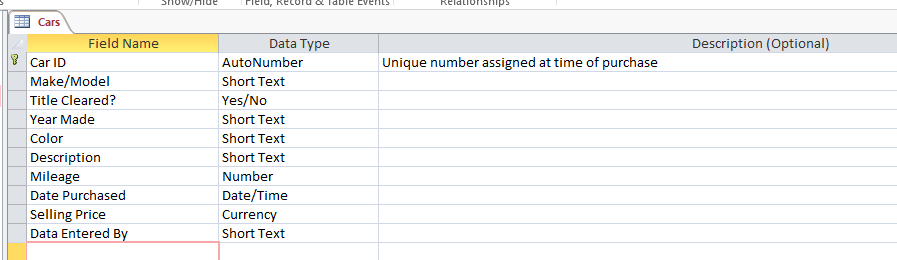 Show/Hide Field, Record & Table Events Relationships
Cars
Field Name Data Type Description (Optional)
Car ID AutoNumber Unique number assigned at time of purchase
Make/Model Short Text
Title Cleared? Yes/No
Year Made Short Text
Color Short Text
Description Short Text
Mileage Number
Date Purchased Date/Time
Selling Price Currency
Data Entered By Short Text